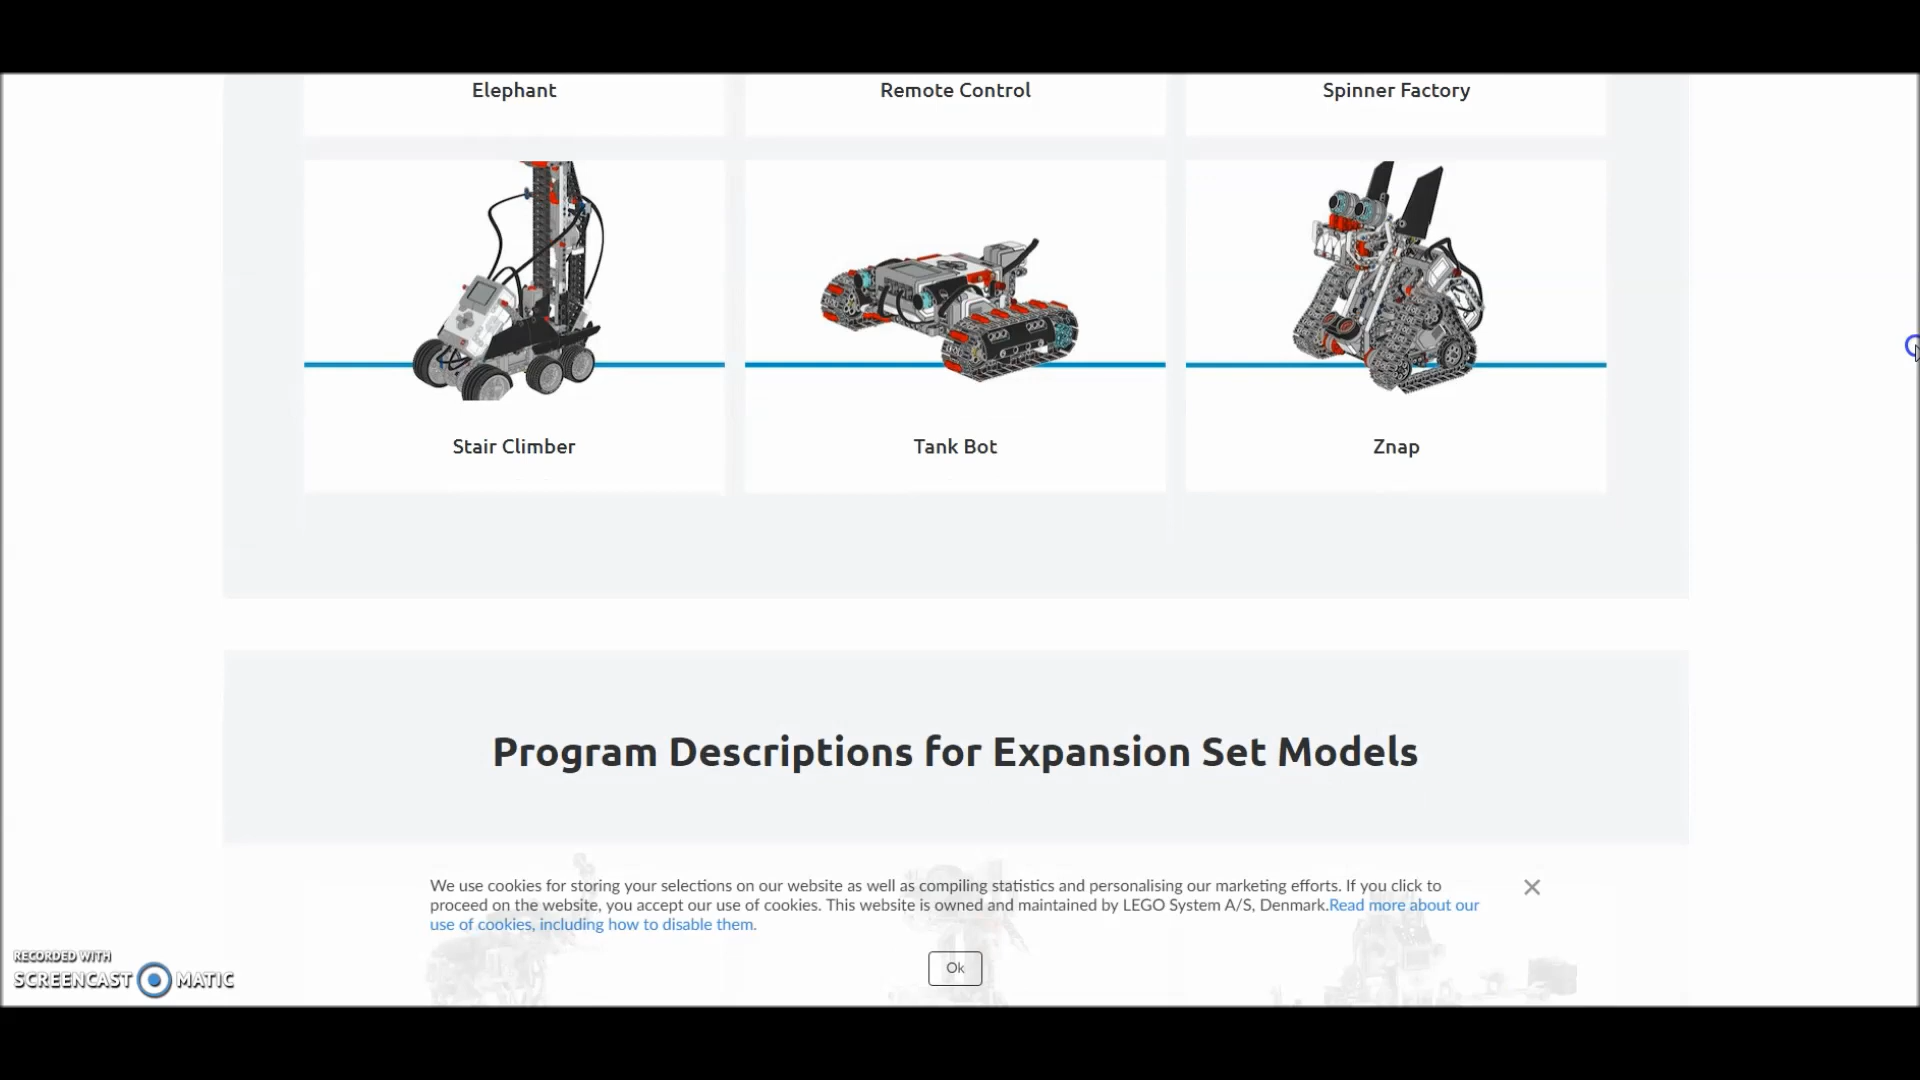 Elephant
Remote Control
Spinner Factory
Stair Climber
Tank Bot
Znap
Program Descriptions for Expansion Set Models
We use cookies for storing your selections on our website as well as compiling statistics and personalising our marketing efforts. If you click to
proceed on the website, you accept our use of cookies. This website is owned and maintained by LEGO System A/S, Denmark.Read more about our
use of cookies, including how to disable them.
Ok
RECORDED WITH
SCREENCAST MATIC